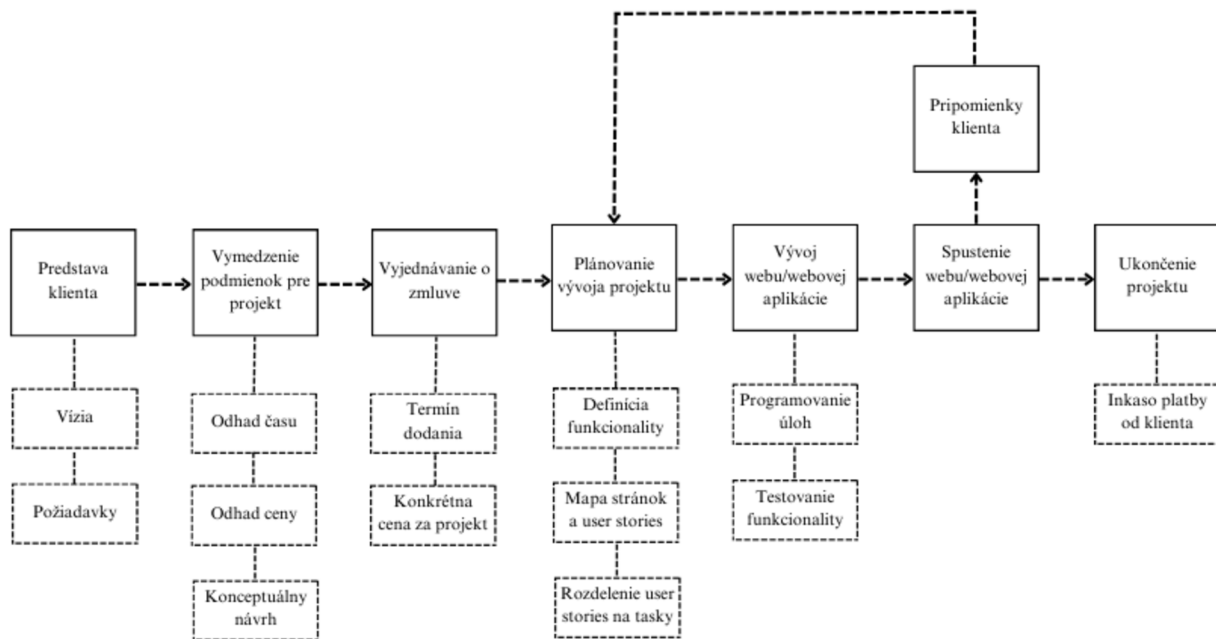 Pripomienky
klienta
Predstava
klienta
Vymedzenie
podmienok pre
projekt
Vyjednávanie o
zmluve
Plánovanie
vývoja projektu
Vývoj
webu/webovej
aplikácie
Spustenie
webu/webovej
aplikácie
Ukončenie
projektu
Vízia
Požiadavky
Odhad času
Odhad ceny
Konceptuálny
návrh
Termín
dodania
Konkrétna
cena za projekt
Definícia
funkcionality
Mapa stránok
a user stories
Rozdelenie user
stories na tasky
Programovanie
úloh
Testovanie
funkcionality
Inkaso platby
od klienta